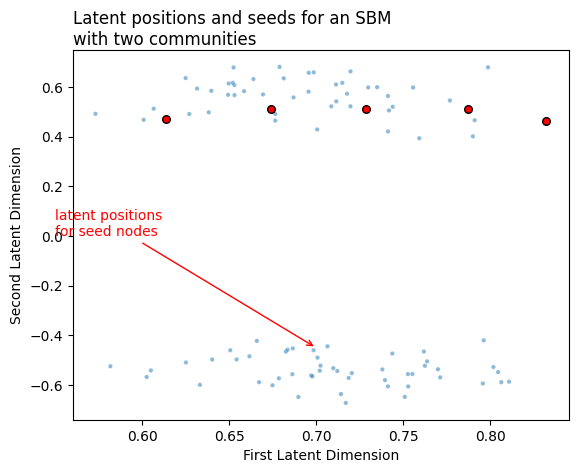 Latent positions and seeds for an SBM
with two communities
0.6
0.4
0.2
latent positions
for seed nodes
0.0
−0.2
−0.4
−0.6
Second Latent Dimension
0.60 0.65 0.70 0.75 0.80
First Latent Dimension